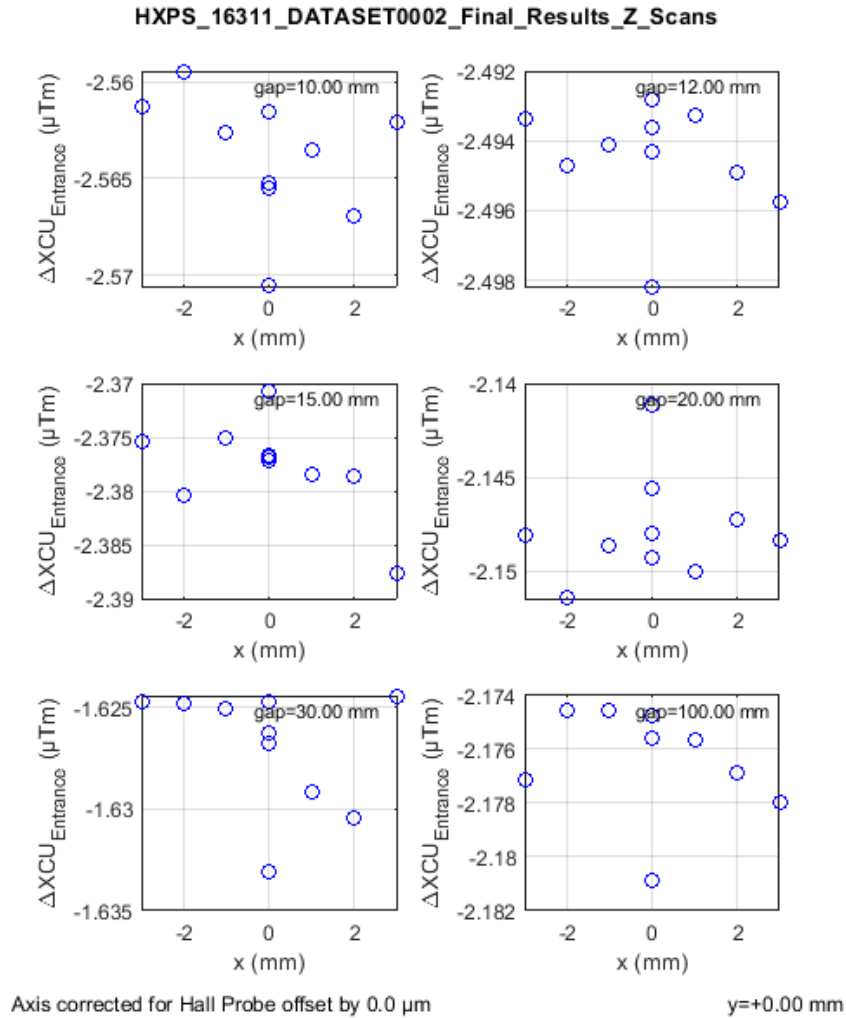 HXPS_16311_DATASET0002_Final_Results_Z_Scans
gap=10.00 mm
ΔXCU_Entrance (µTm)
-2.56
-2.565
-2.57
-2 0 2
x (mm)
gap=12.00 mm
ΔXCU_Entrance (µTm)
-2.492
-2.494
-2.496
-2.498
-2 0 2
x (mm)
gap=15.00 mm
ΔXCU_Entrance (µTm)
-2.37
-2.375
-2.38
-2.385
-2.39
-2 0 2
x (mm)
gap=20.00 mm
ΔXCU_Entrance (µTm)
-2.14
-2.145
-2.15
-2 0 2
x (mm)
gap=30.00 mm
ΔXCU_Entrance (µTm)
-1.625
-1.63
-1.635
-2 0 2
x (mm)
gap=100.00 mm
ΔXCU_Entrance (µTm)
-2.174
-2.176
-2.178
-2.18
-2.182
-2 0 2
x (mm)
Axis corrected for Hall Probe offset by 0.0 µm
y=+0.00 mm